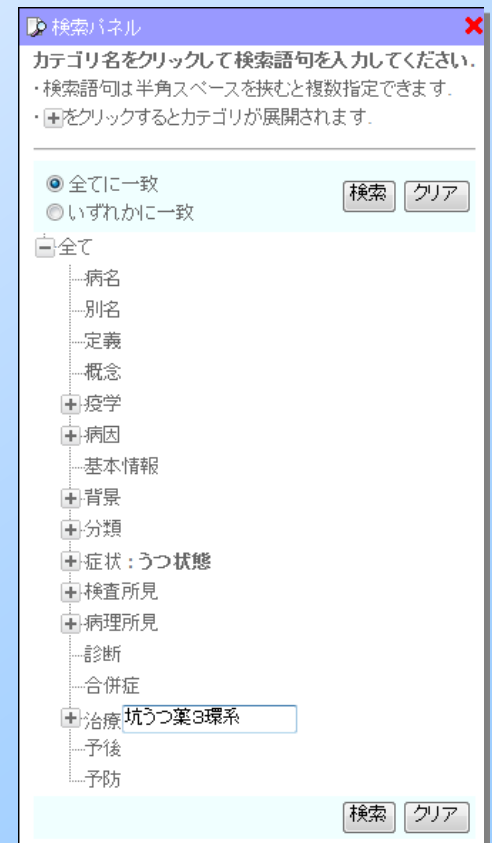 検索パネル
カテゴリ名をクリックして検索語句を入力してください.
・検索語句は半角スペースを挟むと複数指定できます.
・+をクリックするとカテゴリが展開されます.
全てに一致
いずれかに一致
検索 クリア
全て
病名
別名
定義
概念
疫学
病因
基本情報
背景
分類
症状:うつ状態
検査所見
病理所見
診断
合併症
治療 坑うつ薬3環系
予後
予防
検索 クリア